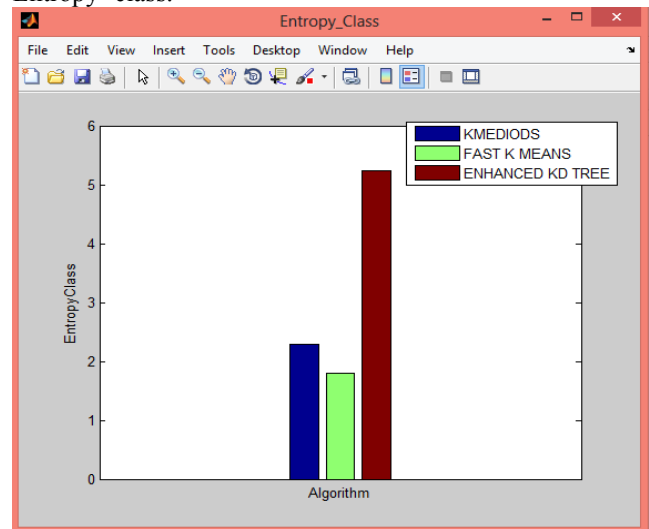 Entropy class.
Entropy_Class
File Edit View Insert Tools Desktop Window Help
6
5
4
3
2
1
0
EntropyClass
Algorithm
KMEDIODS
FAST K MEANS
ENHANCED KD TREE